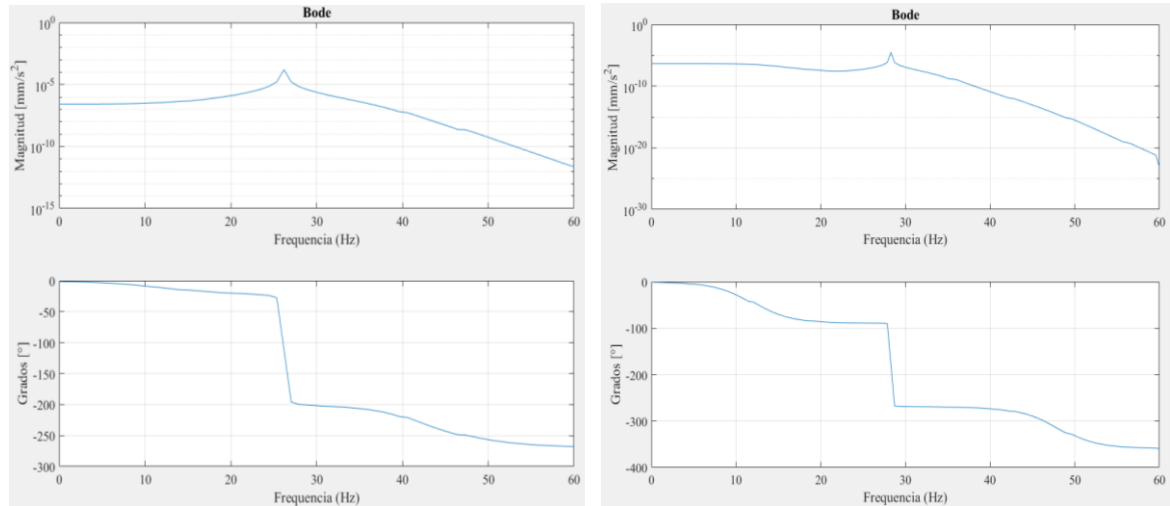 Bode
10^0
10^-5
10^-10
10^-15
Magnitud [mm/s^2]
0 10 20 30 40 50 60
Frequencia (Hz)
0
-50
-100
-150
-200
-250
-300
Grados [°]
0 10 20 30 40 50 60
Frequencia (Hz)
Bode
10^0
10^-10
10^-20
10^-30
Magnitud [mm/s^2]
0 10 20 30 40 50 60
Frequencia (Hz)
0
-100
-200
-300
-400
Grados [°]
0 10 20 30 40 50 60
Frequencia (Hz)